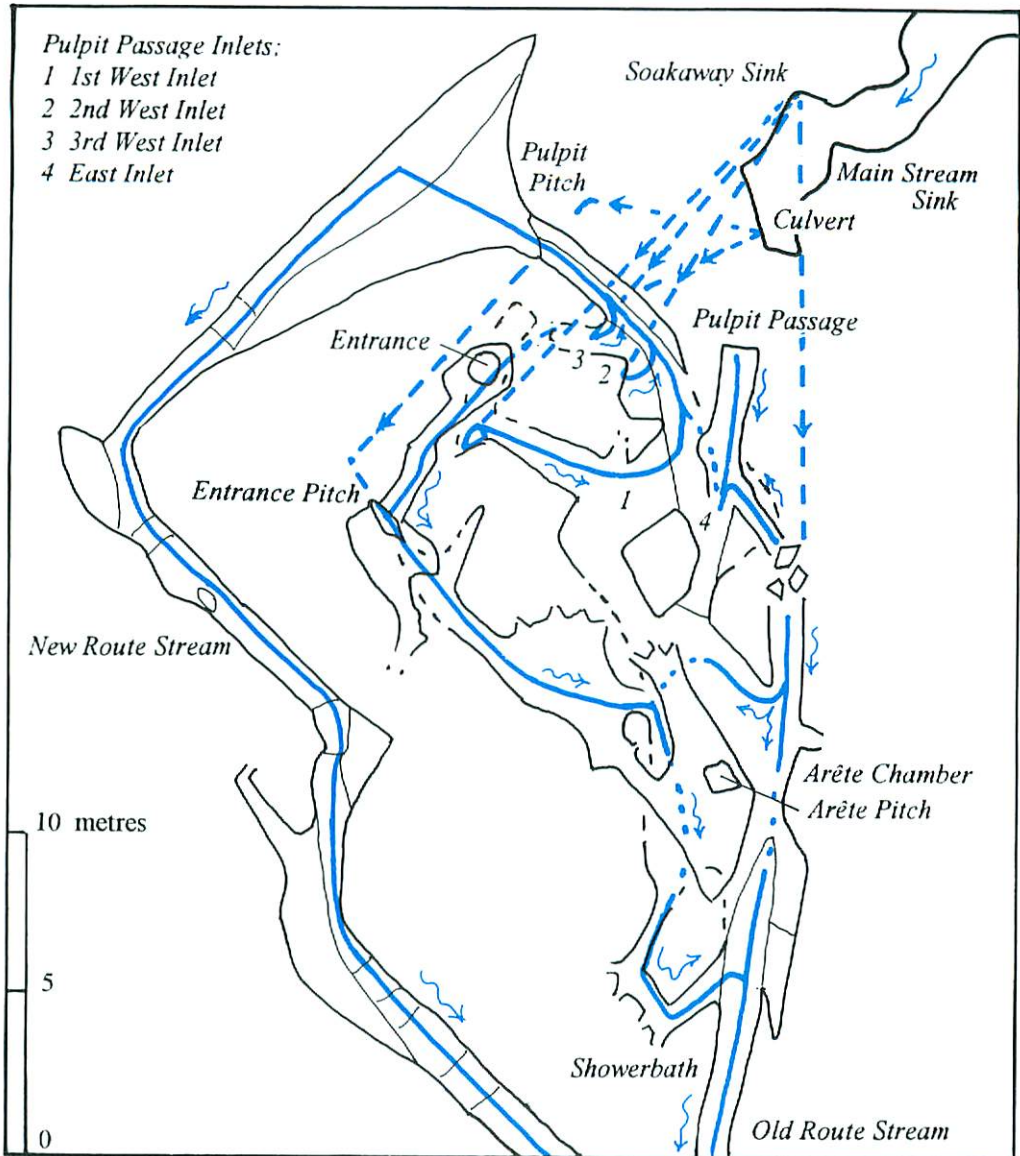 Pulpit Passage Inlets:
1 1st West Inlet
2 2nd West Inlet
3 3rd West Inlet
4 East Inlet
Soakaway Sink
Pulpit
Pitch
Main Stream
Sink
Culvert
Pulpit Passage
Entrance
3
2
Entrance Pitch
1
4
New Route Stream
Arête Chamber
Arête Pitch
10 metres
5
Showerbath
0
Old Route Stream